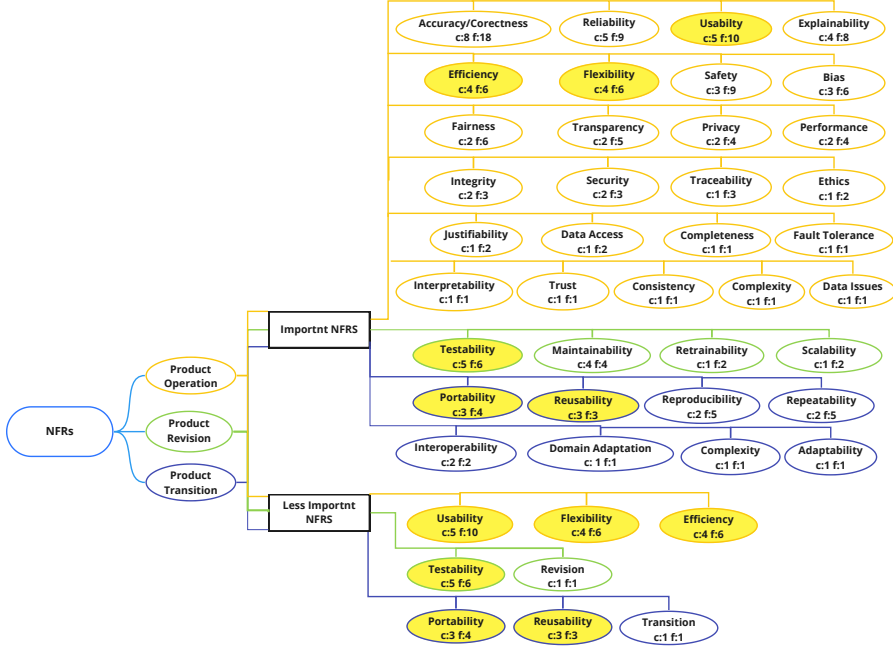 Accuracy/Corectness
c:8 f:18
Reliability
c:5 f:9
Usabilty
c:5 f:10
Explainability
c:4 f:8
Efficiency
c:4 f:6
Flexibility
c:4 f:6
Safety
c:3 f:9
Bias
c:3 f:6
Fairness
c:2 f:6
Transparency
c:2 f:5
Privacy
c:2 f:4
Performance
c:2 f:4
Integrity
c:2 f:3
Security
c:2 f:3
Traceability
c:1 f:3
Ethics
c:1 f:2
Justifiability
c:1 f:2
Data Access
c:1 f:2
Completeness
c:1 f:1
Fault Tolerance
c:1 f:1
Interpretability
c:1 f:1
Trust
c:1 f:1
Consistency
c:1 f:1
Complexity
c:1 f:1
Data Issues
c:1 f:1
Importnt NFRS
Testability
c:5 f:6
Maintainability
c:4 f:4
Retrainability
c:1 f:2
Scalability
c:1 f:2
Product
Operation
Portability
c:3 f:4
Reusability
c:3 f:3
Reproducibility
c:2 f:5
Repeatability
c:2 f:5
NFRs
Product
Revision
Interoperability
c:2 f:2
Domain Adaptation
c: 1 f:1
Complexity
c:1 f:1
Adaptability
c:1 f:1
Product
Transition
Less Importnt
NFRS
Usability
c:5 f:10
Flexibility
c:4 f:6
Efficiency
c:4 f:6
Testability
c:5 f:6
Revision
c:1 f:1
Portability
c:3 f:4
Reusability
c:3 f:3
Transition
c:1 f:1